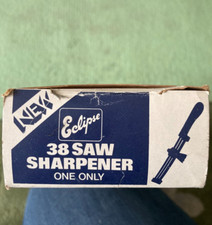 NEW
Eclipse
38 SAW
SHARPENER
ONE ONLY